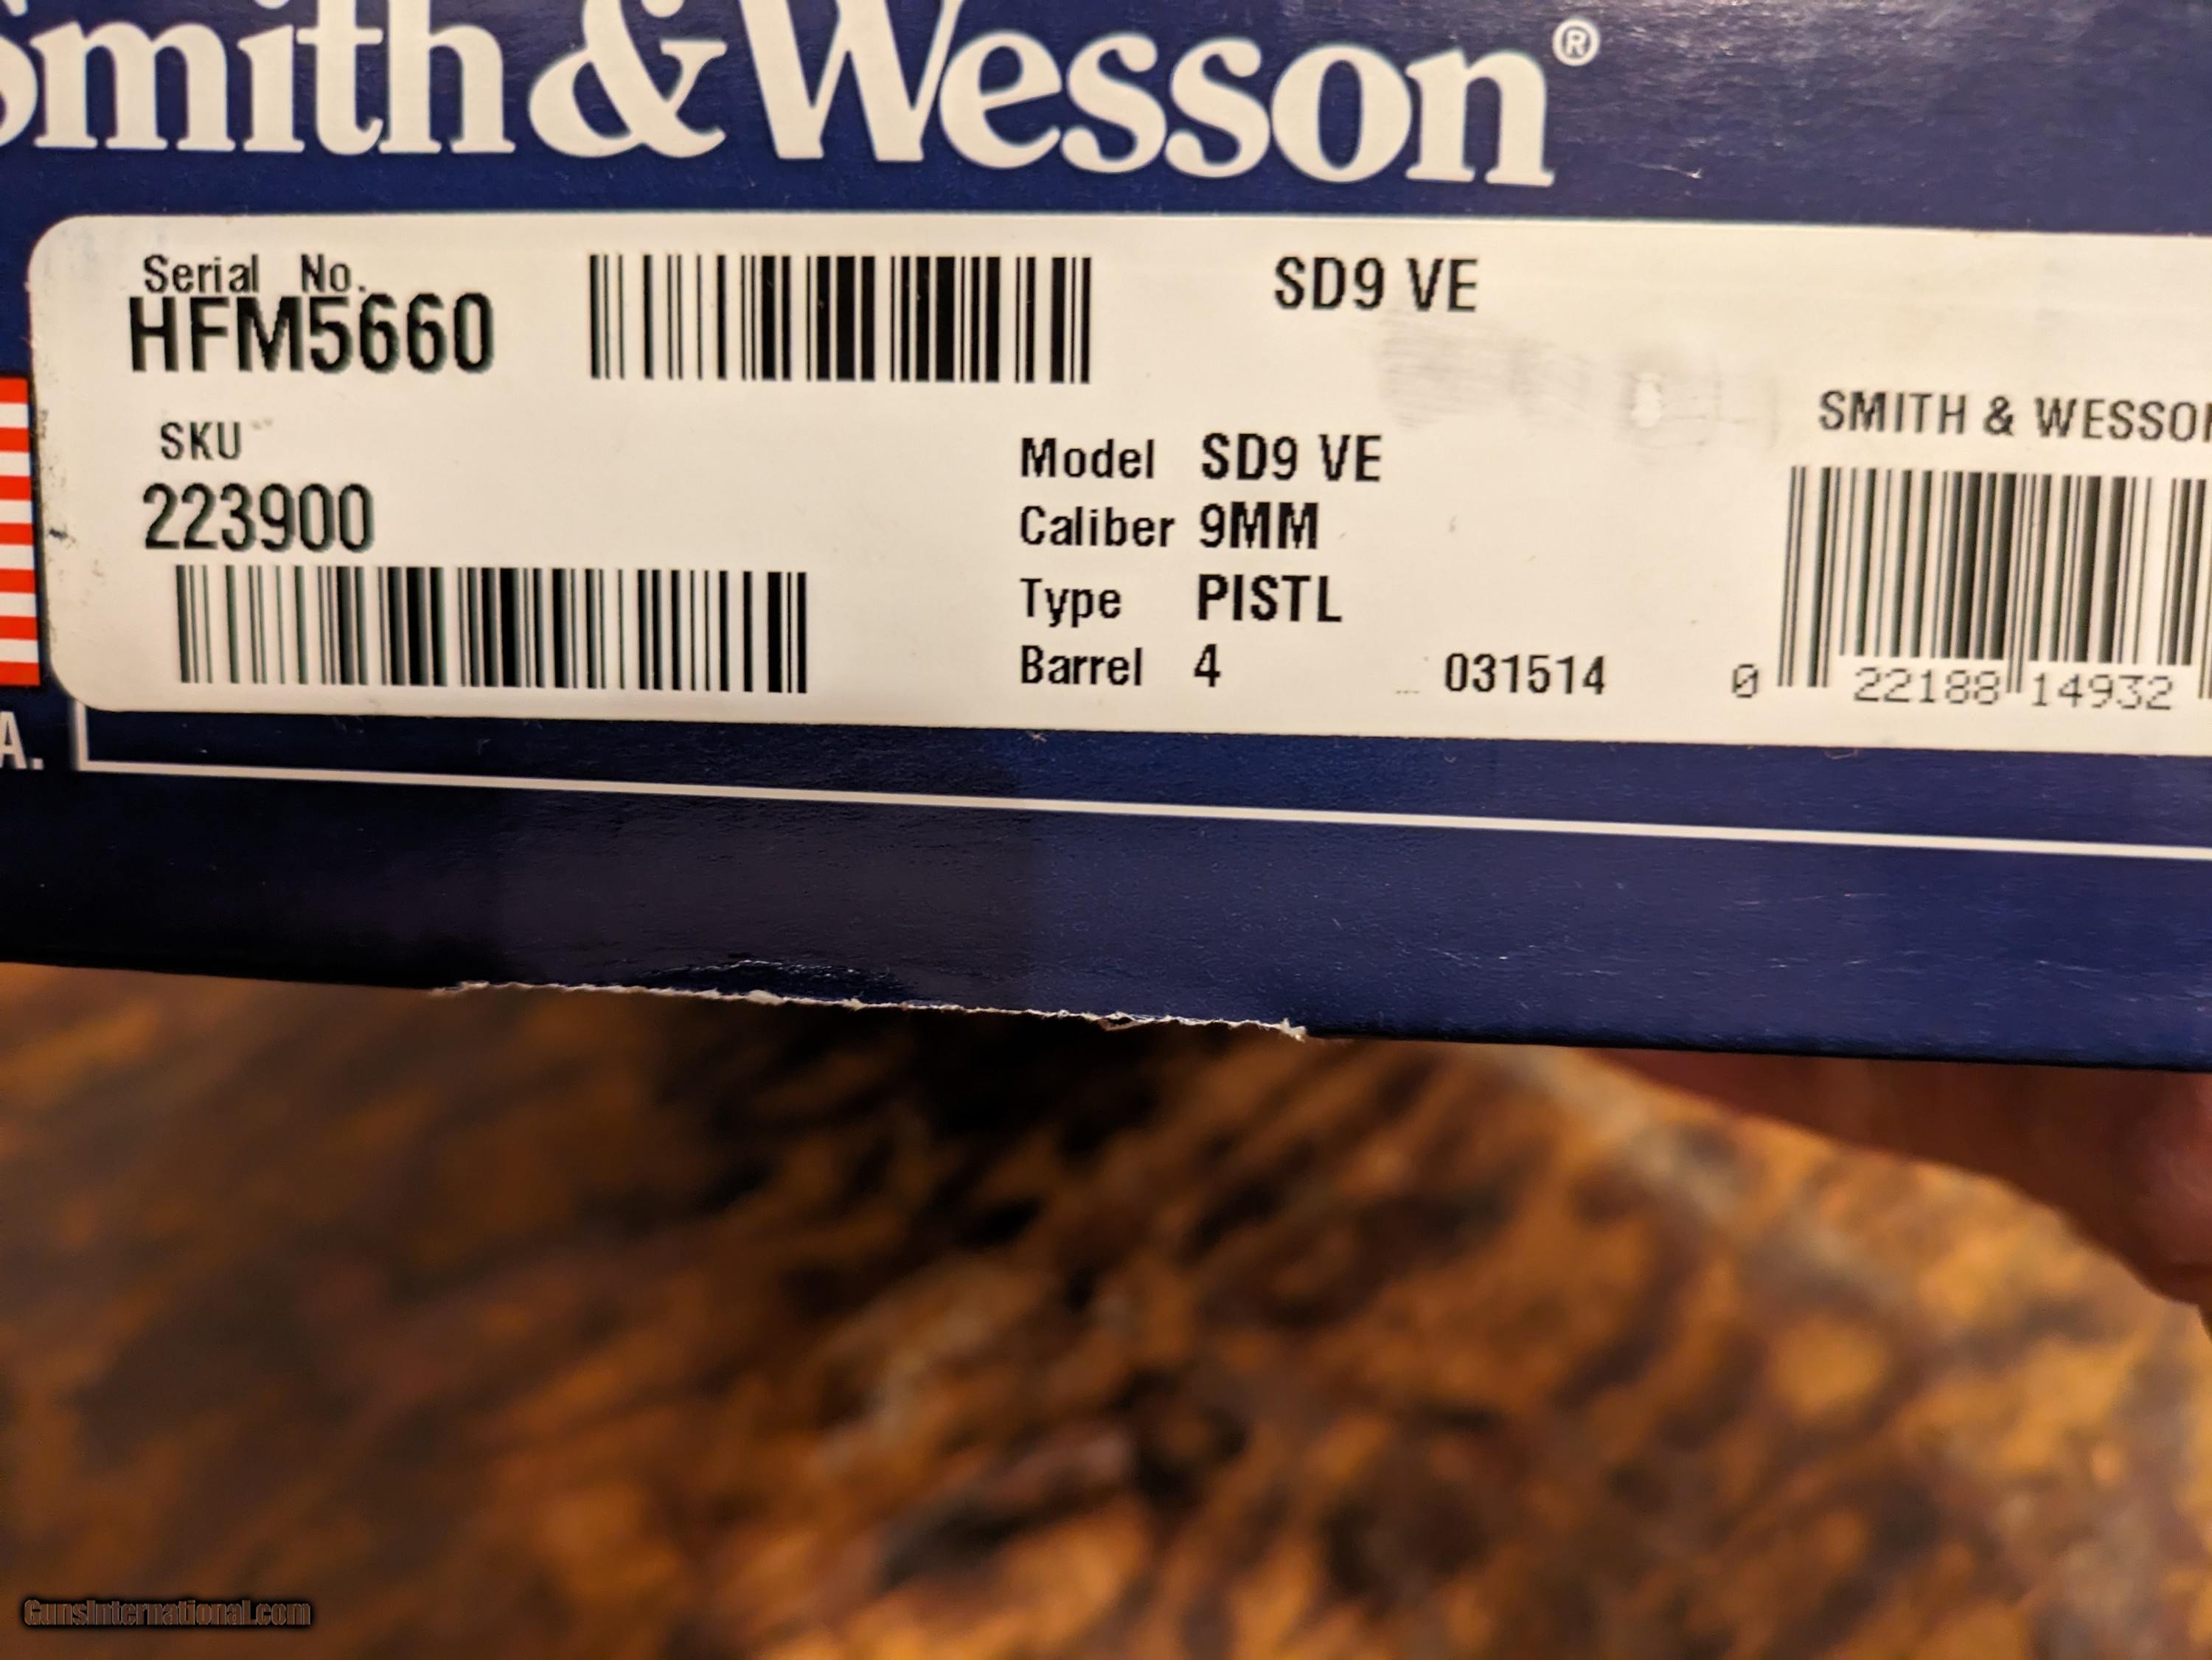 Smith & Wesson®
Serial No.
HFM5660
SD9 VE
SKU
223900
Model SD9 VE
Caliber 9MM
Type PISTL
Barrel 4
031514
SMITH & WESSON
0 22188 14932
A.
GunsInternational.com